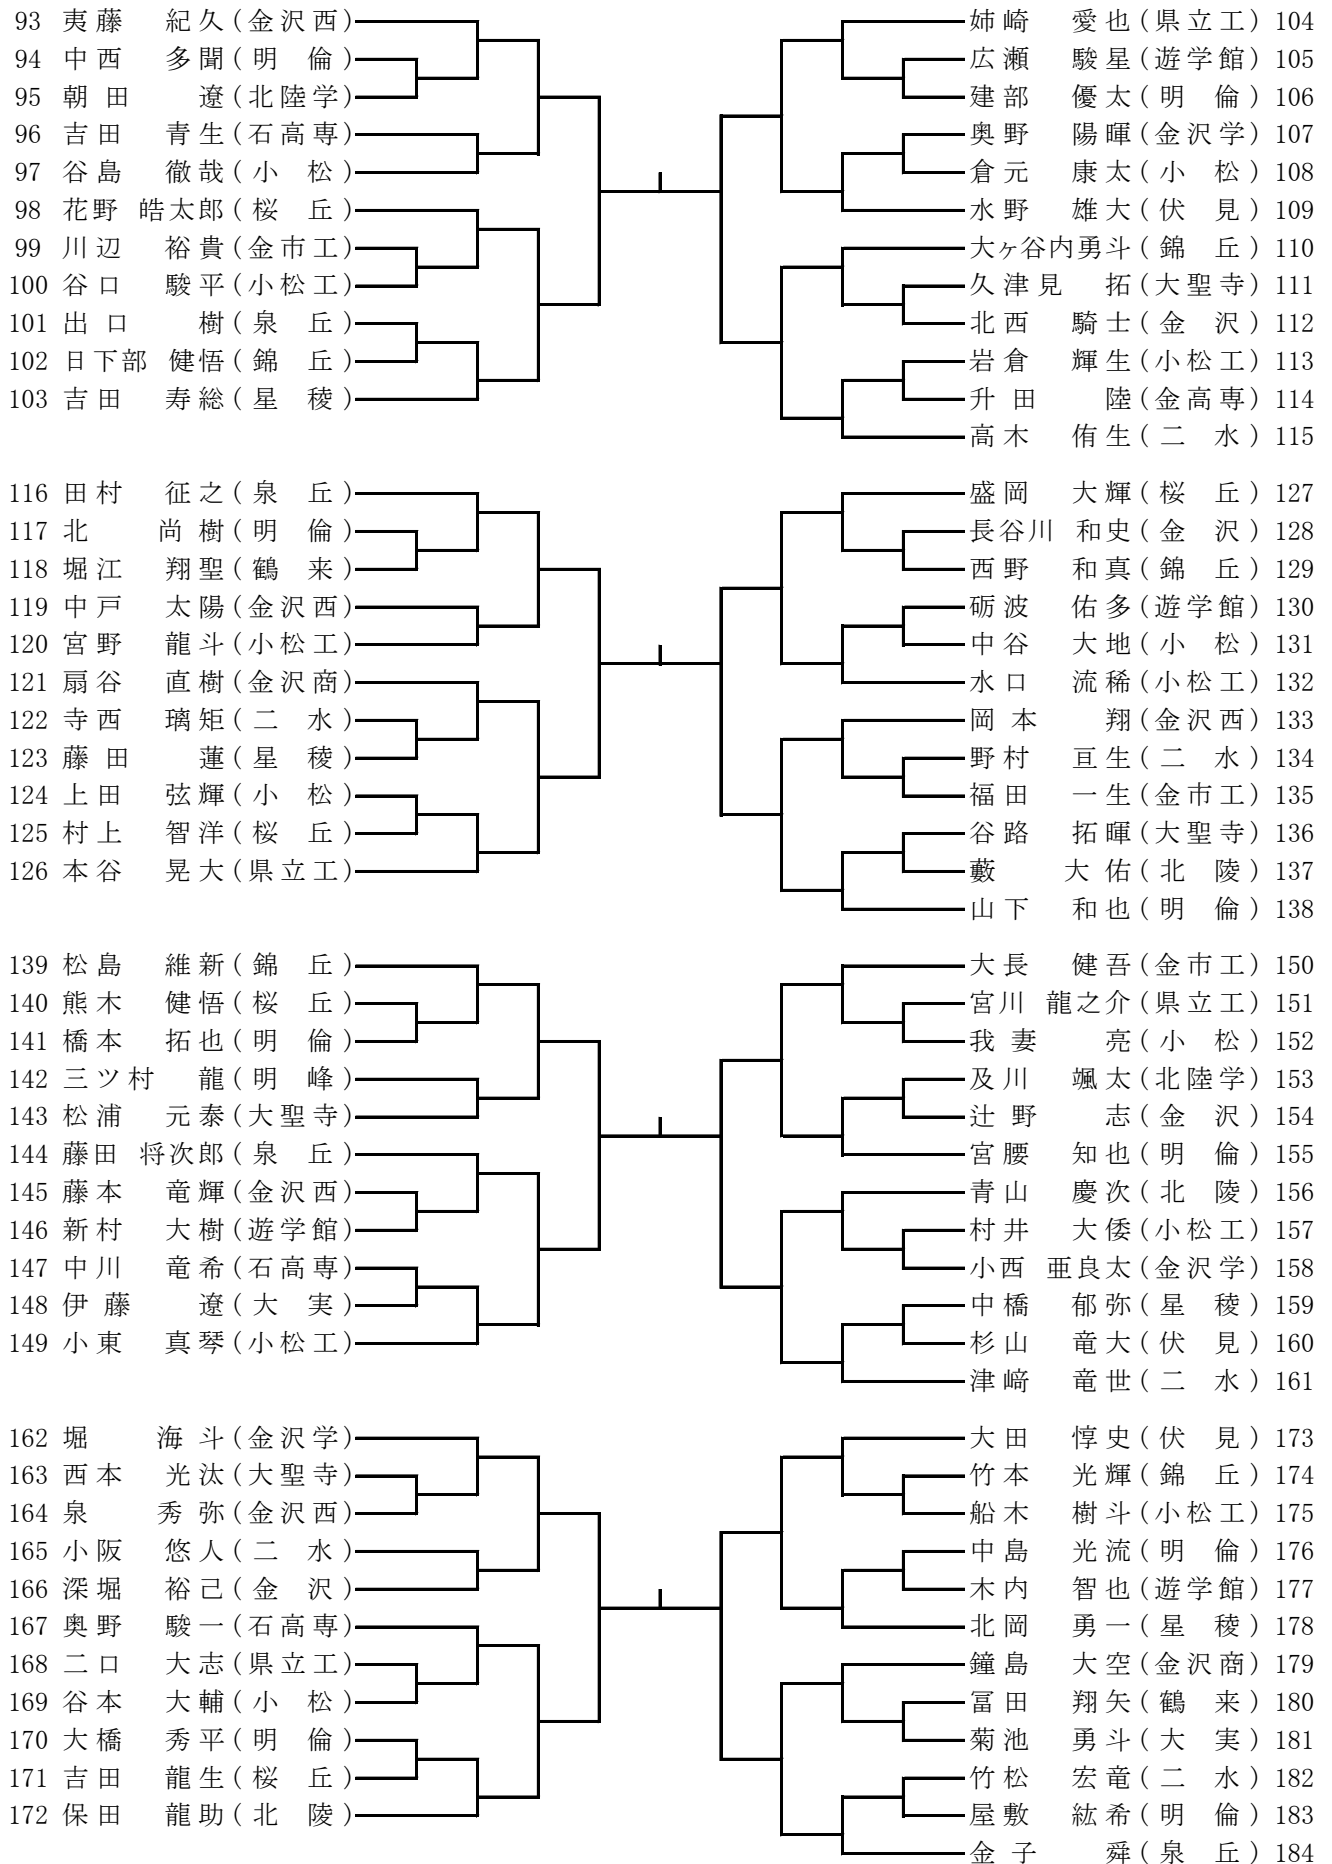 93 夷藤 紀久(金沢西)
94 中西 多聞(明 倫)
95 朝田 遼(北陸学)
96 吉田 青生(石高専)
97 谷島 徹哉(小 松)
98 花野 皓太郎(桜 丘)
99 川辺 裕貴(金市工)
100 谷口 駿平(小松工)
101 出口 樹(泉 丘)
102 日下部 健悟(錦 丘)
103 吉田 寿総(星 稜)
姉崎 愛也(県立工) 104
広瀬 駿星(遊学館) 105
建部 優太(明 倫) 106
奥野 陽暉(金沢学) 107
倉元 康太(小 松) 108
水野 雄大(伏 見) 109
大ヶ谷内勇斗(錦 丘) 110
久津見 拓(大聖寺) 111
北西 騎士(金 沢) 112
岩倉 輝生(小松工) 113
升田 陸(金高専) 114
高木 侑生(二 水) 115
116 田村 征之(泉 丘)
117 北 尚樹(明 倫)
118 堀江 翔聖(鶴 来)
119 中戸 太陽(金沢西)
120 宮野 龍斗(小松工)
121 扇谷 直樹(金沢商)
122 寺西 璃矩(二 水)
123 藤田 蓮(星 稜)
124 上田 弦輝(小 松)
125 村上 智洋(桜 丘)
126 本谷 晃大(県立工)
盛岡 大輝(桜 丘) 127
長谷川 和史(金 沢) 128
西野 和真(錦 丘) 129
砺波 佑多(遊学館) 130
中谷 大地(小 松) 131
水口 流稀(小松工) 132
岡本 翔(金沢西) 133
野村 亘生(二 水) 134
福田 一生(金市工) 135
谷路 拓暉(大聖寺) 136
藪 大佑(北 陵) 137
山下 和也(明 倫) 138
139 松島 維新(錦 丘)
140 熊木 健悟(桜 丘)
141 橋本 拓也(明 倫)
142 三ツ村 龍(明 峰)
143 松浦 元泰(大聖寺)
144 藤田 将次郎(泉 丘)
145 藤本 竜輝(金沢西)
146 新村 大樹(遊学館)
147 中川 竜希(石高専)
148 伊藤 遼(大 実)
149 小東 真琴(小松工)
大長 健吾(金市工) 150
宮川 龍之介(県立工) 151
我妻 亮(小 松) 152
及川 颯太(北陸学) 153
辻野 志(金 沢) 154
宮腰 知也(明 倫) 155
青山 慶次(北 陵) 156
村井 大倭(小松工) 157
小西 亜良太(金沢学) 158
中橋 郁弥(星 稜) 159
杉山 竜大(伏 見) 160
津﨑 竜世(二 水) 161
162 堀 海斗(金沢学)
163 西本 光汰(大聖寺)
164 泉 秀弥(金沢西)
165 小阪 悠人(二 水)
166 深堀 裕己(金 沢)
167 奥野 駿一(石高専)
168 二口 大志(県立工)
169 谷本 大輔(小 松)
170 大橋 秀平(明 倫)
171 吉田 龍生(桜 丘)
172 保田 龍助(北 陵)
大田 惇史(伏 見) 173
竹本 光輝(錦 丘) 174
船木 樹斗(小松工) 175
中島 光流(明 倫) 176
木内 智也(遊学館) 177
北岡 勇一(星 稜) 178
鐘島 大空(金沢商) 179
冨田 翔矢(鶴 来) 180
菊池 勇斗(大 実) 181
竹松 宏竜(二 水) 182
屋敷 紘希(明 倫) 183
金子 舜(泉 丘) 184